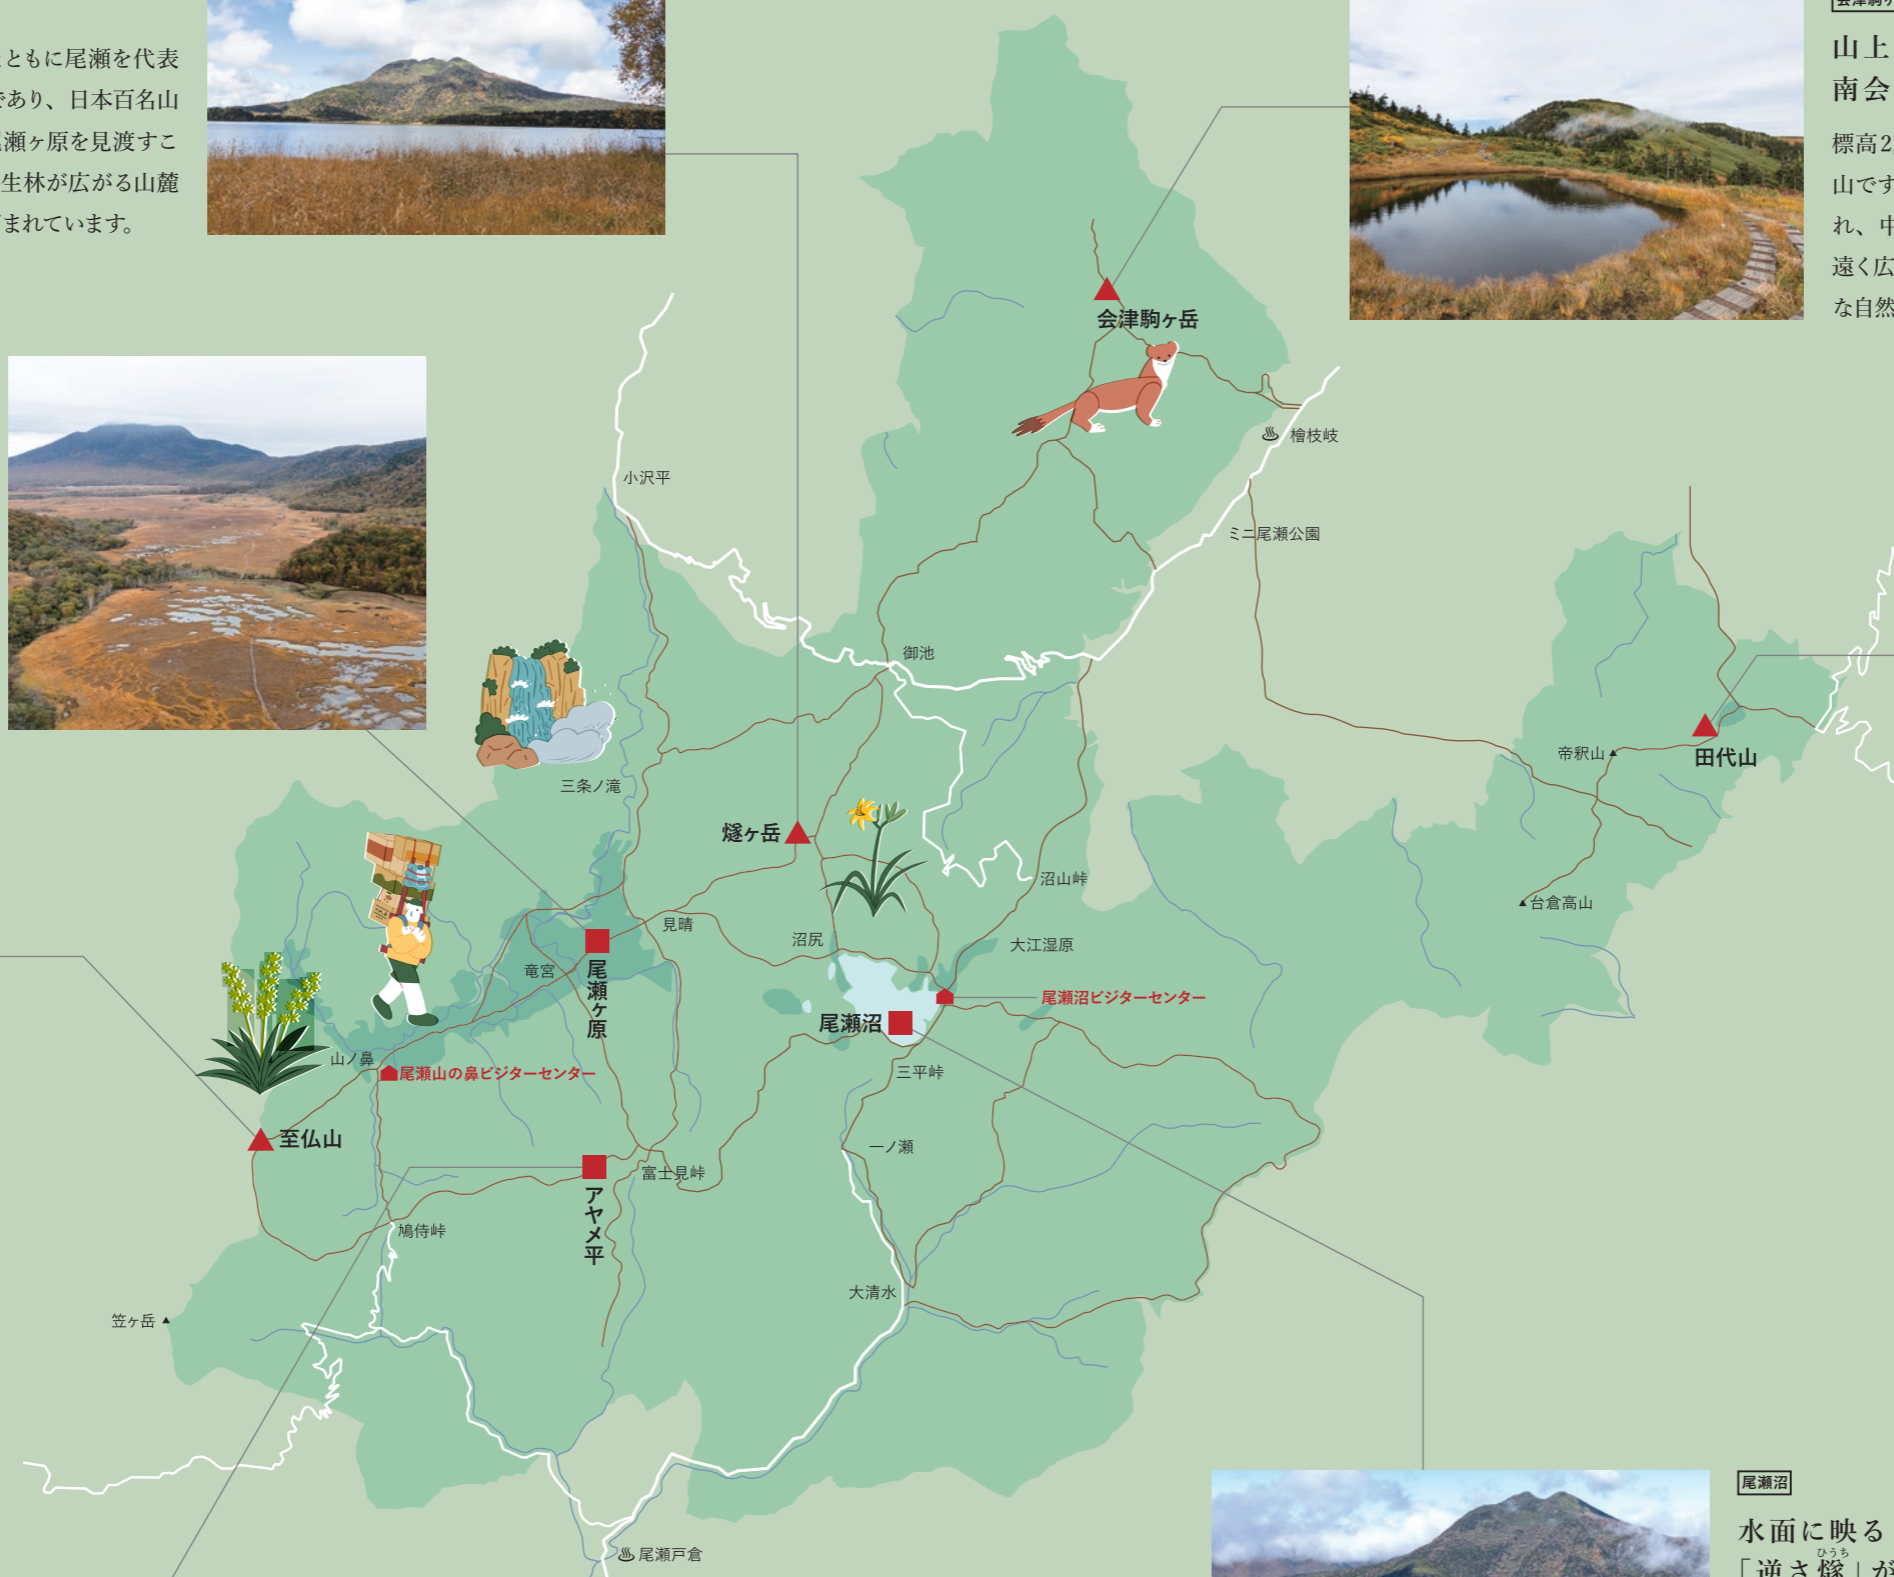 ともに尾瀬を代表
であり、日本百名山
尾瀬ヶ原を見渡すこ
生林が広がる山麓
まれています。
山上
南会
標高2,
山です
れ、中
遠く広
な自然
会津駒ヶ岳
檜枝岐
小沢平
ミニ尾瀬公園
御池
帝釈山
田代山
三条ノ滝
燧ヶ岳
沼山峠
台倉高山
見晴
沼尻
大江湿原
竜宮
尾瀬ヶ原
尾瀬沼ビジターセンター
尾瀬沼
山ノ鼻
尾瀬山の鼻ビジターセンター
三平峠
至仏山
一ノ瀬
富士見峠
アヤメ平
鳩待峠
大清水
笠ヶ岳
尾瀬戸倉
尾瀬沼
水面に映る
ひうち
「逆さ燧」が